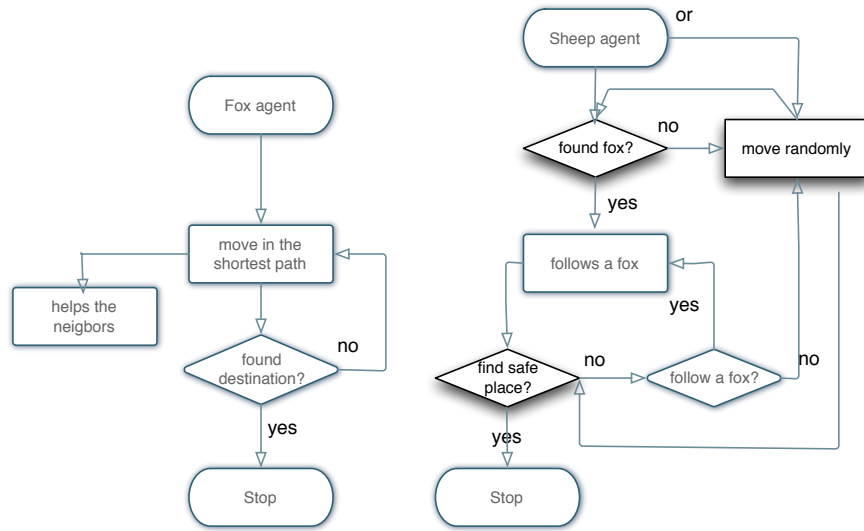 or
Sheep agent
Fox agent
no
found fox?
move randomly
yes
move in the
shortest path
follows a fox
helps the
neigbors
yes
no
found
destination?
find safe
place?
no
follow a fox?
no
yes
yes
Stop
Stop